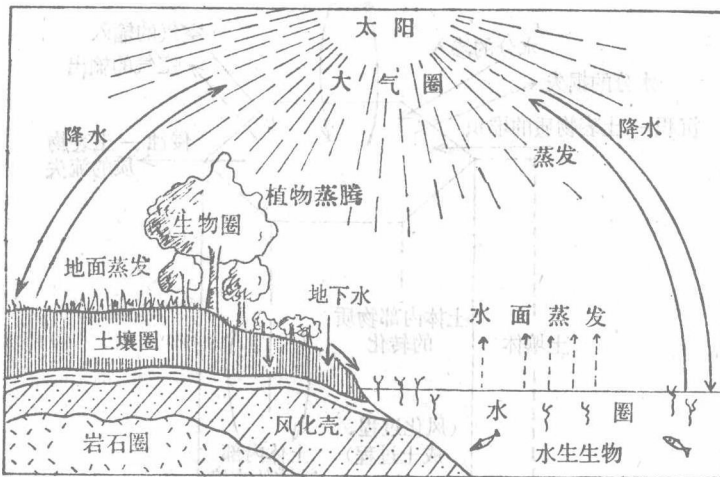 太阳
大气圈
降水
降水
蒸发
植物蒸腾
生物圈
地面蒸发
地下水
土壤圈
水面蒸发
风化壳
水圈
岩石圈
水生生物